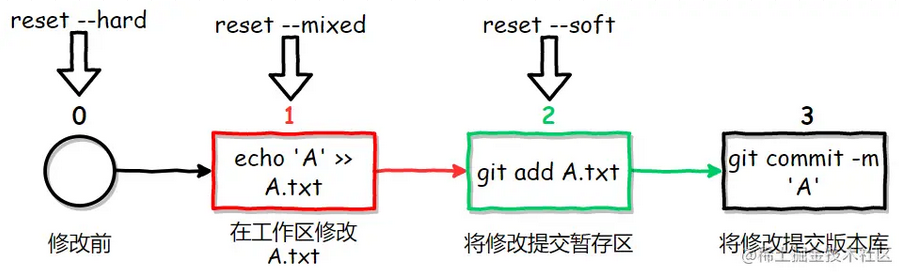 reset --hard
reset --mixed
reset --soft
0
1
2
3
echo 'A' >>
A.txt
git add A.txt
git commit -m
'A'
修改前
在工作区修改
A.txt
将修改提交暂存区
将修改提交版本库
@稀土掘金技术社区